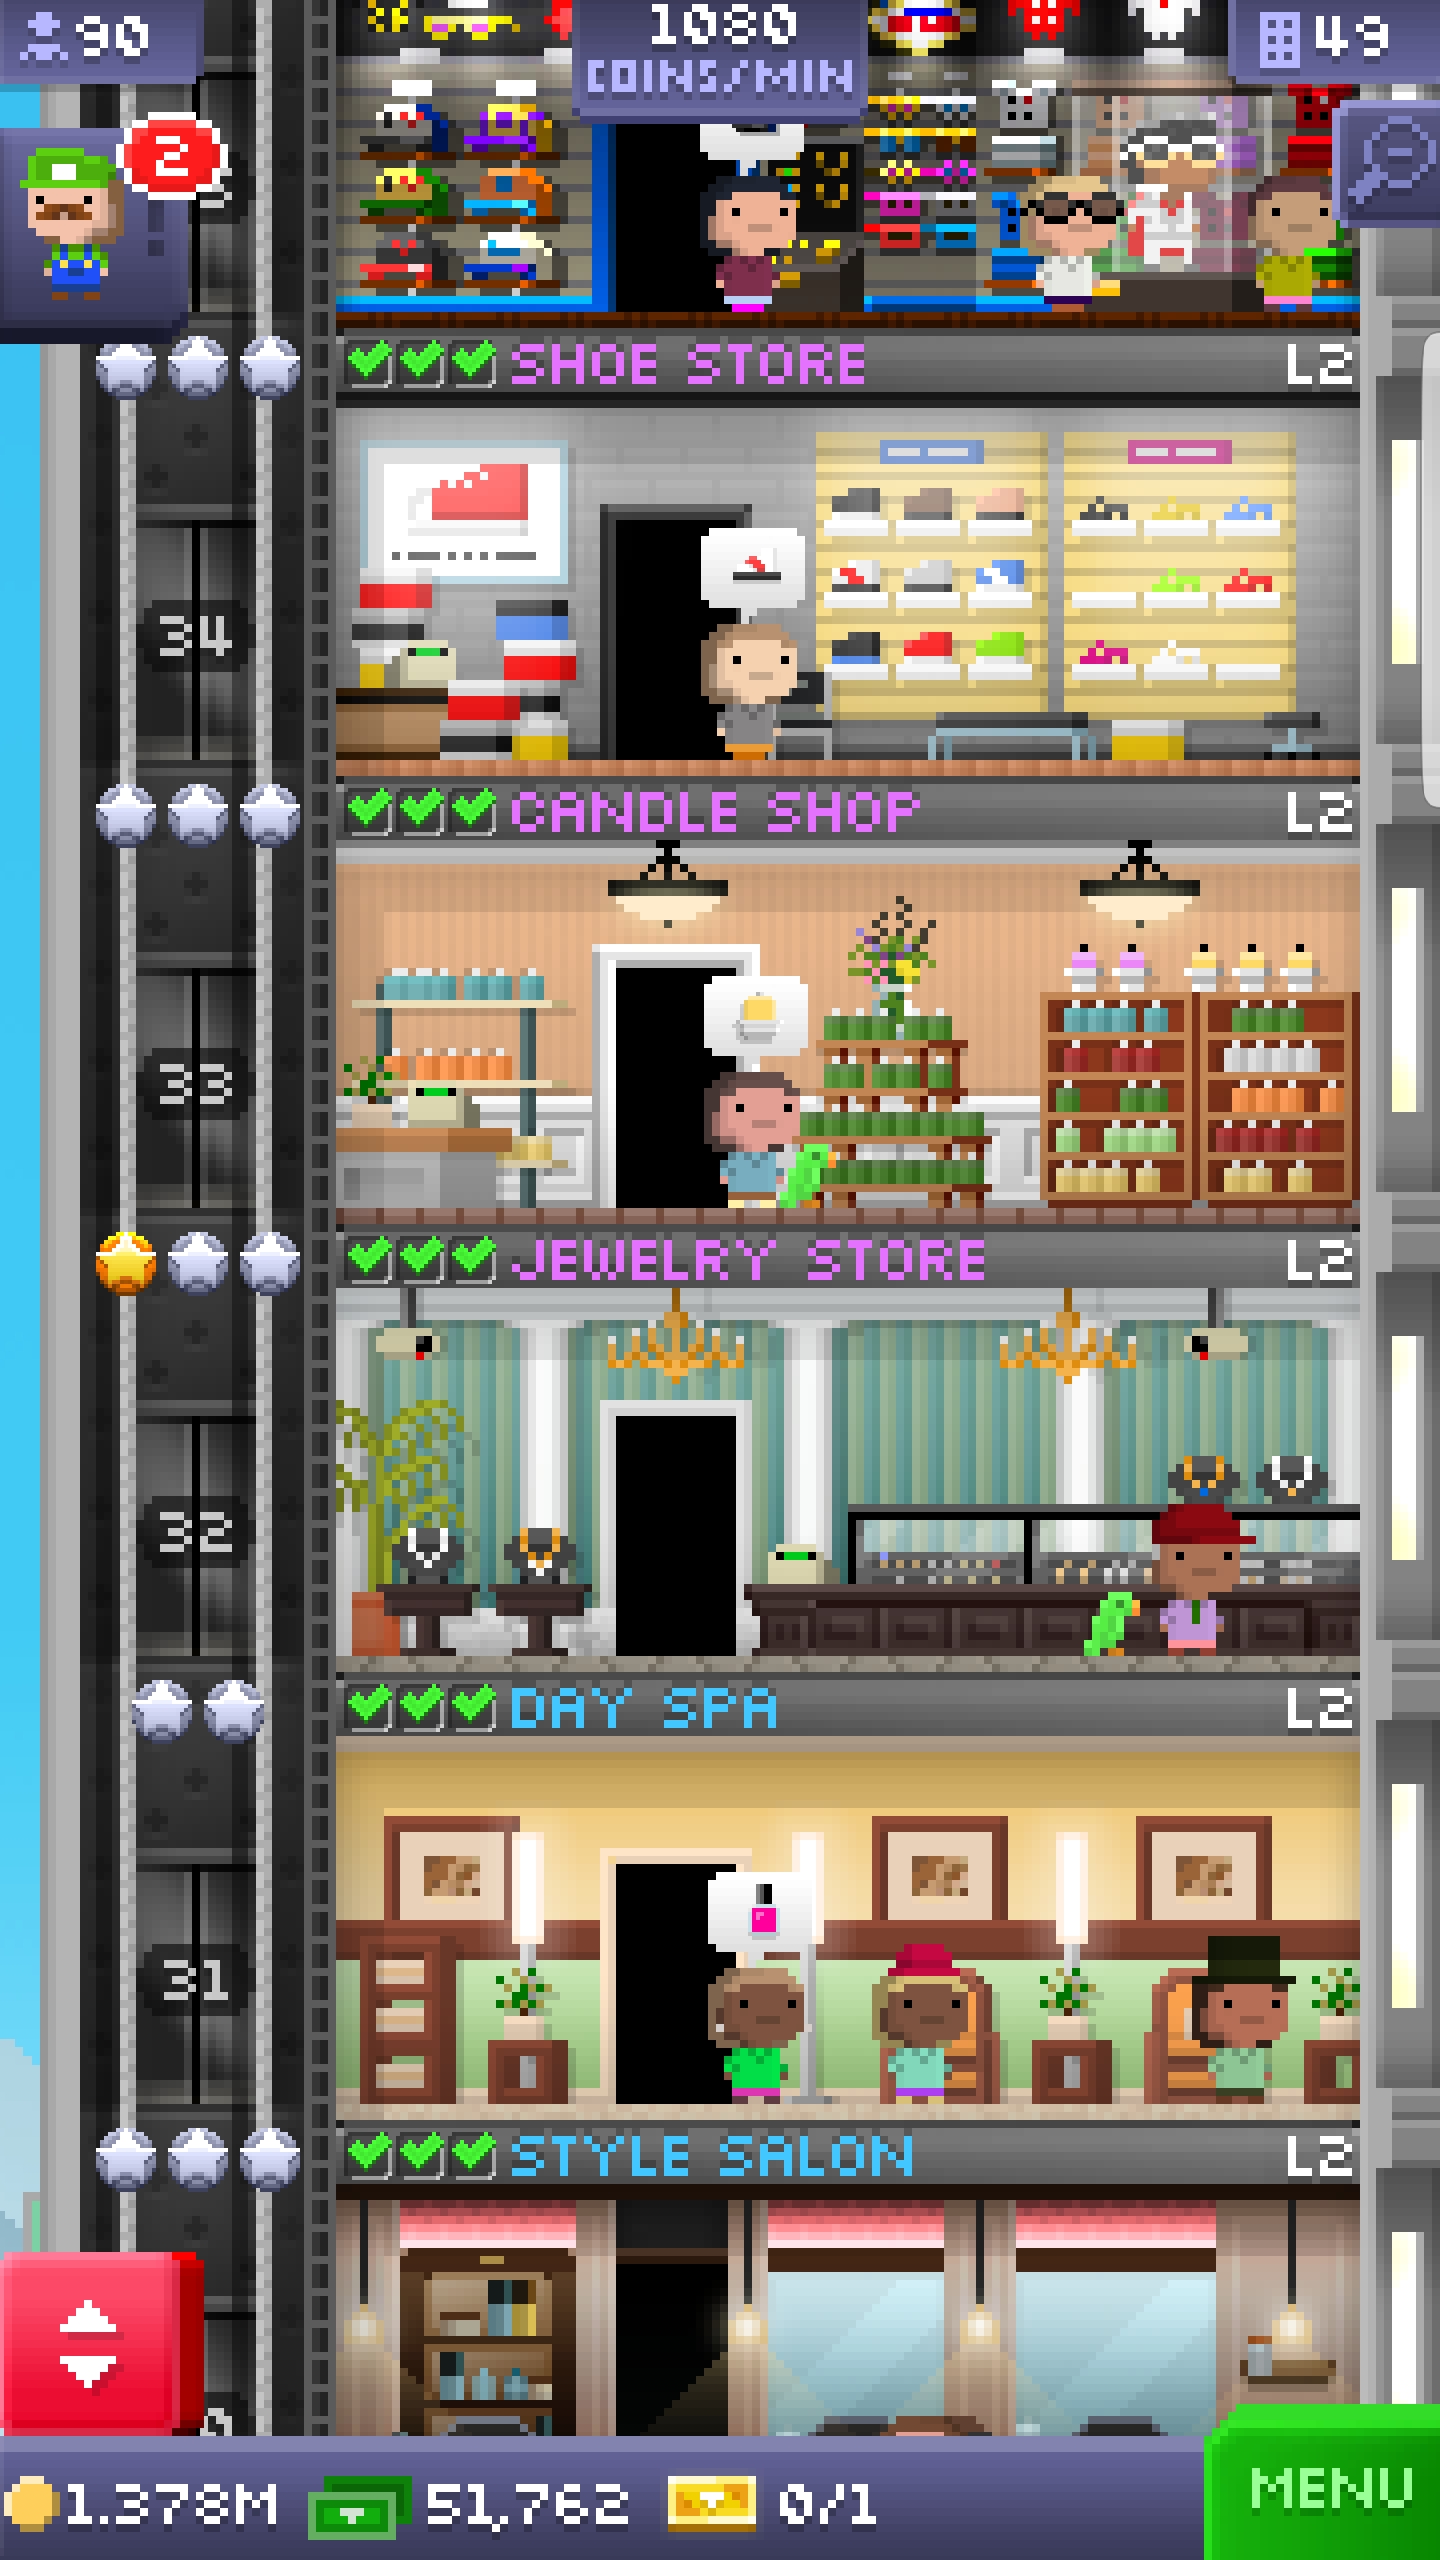 90
1080
COINS/MIN
49
2
SHOE STORE L2
34
CANDLE SHOP L2
33
JEWELRY STORE L2
32
DAY SPA L2
31
STYLE SALON L2
1.378M 51,762 0/1 MENU